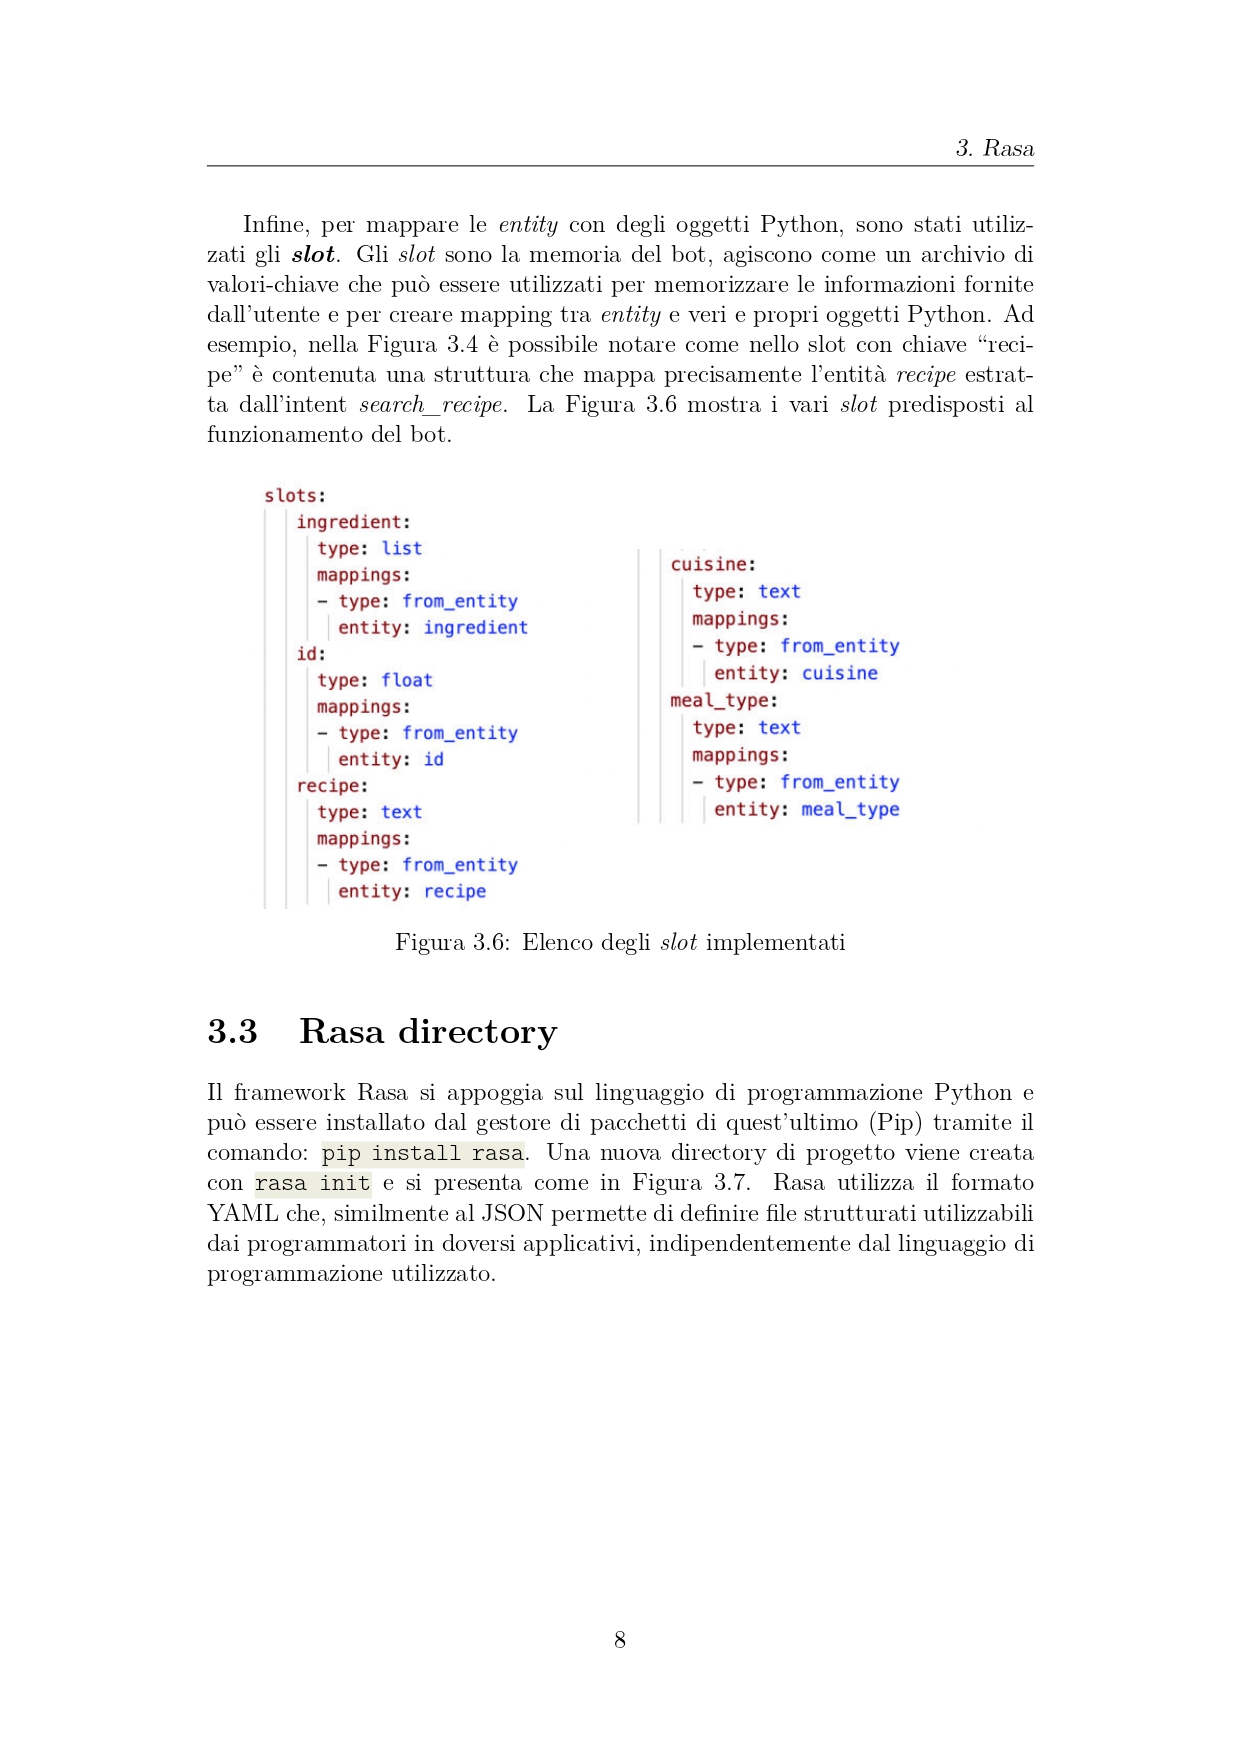 3. Rasa
Infine, per mappare le entity con degli oggetti Python, sono stati utiliz-
zati gli slot. Gli slot sono la memoria del bot, agiscono come un archivio di
valori-chiave che può essere utilizzati per memorizzare le informazioni fornite
dall'utente e per creare mapping tra entity e veri e propri oggetti Python. Ad
esempio, nella Figura 3.4 è possibile notare come nello slot con chiave “reci-
pe” è contenuta una struttura che mappa precisamente l'entità recipe estrat-
ta dall'intent search_recipe. La Figura 3.6 mostra i vari slot predisposti al
funzionamento del bot.
slots:
ingredient:
type: list
mappings:
- type: from_entity
entity: ingredient
id:
type: float
mappings:
- type: from_entity
entity: id
recipe:
type: text
mappings:
- type: from_entity
entity: recipe
cuisine:
type: text
mappings:
- type: from_entity
entity: cuisine
meal_type:
type: text
mappings:
- type: from_entity
entity: meal_type
Figura 3.6: Elenco degli slot implementati
3.3 Rasa directory
Il framework Rasa si appoggia sul linguaggio di programmazione Python e
può essere installato dal gestore di pacchetti di quest'ultimo (Pip) tramite il
comando: pip install rasa. Una nuova directory di progetto viene creata
con rasa init e si presenta come in Figura 3.7. Rasa utilizza il formato
YAML che, similmente al JSON permette di definire file strutturati utilizzabili
dai programmatori in doversi applicativi, indipendentemente dal linguaggio di
programmazione utilizzato.
8